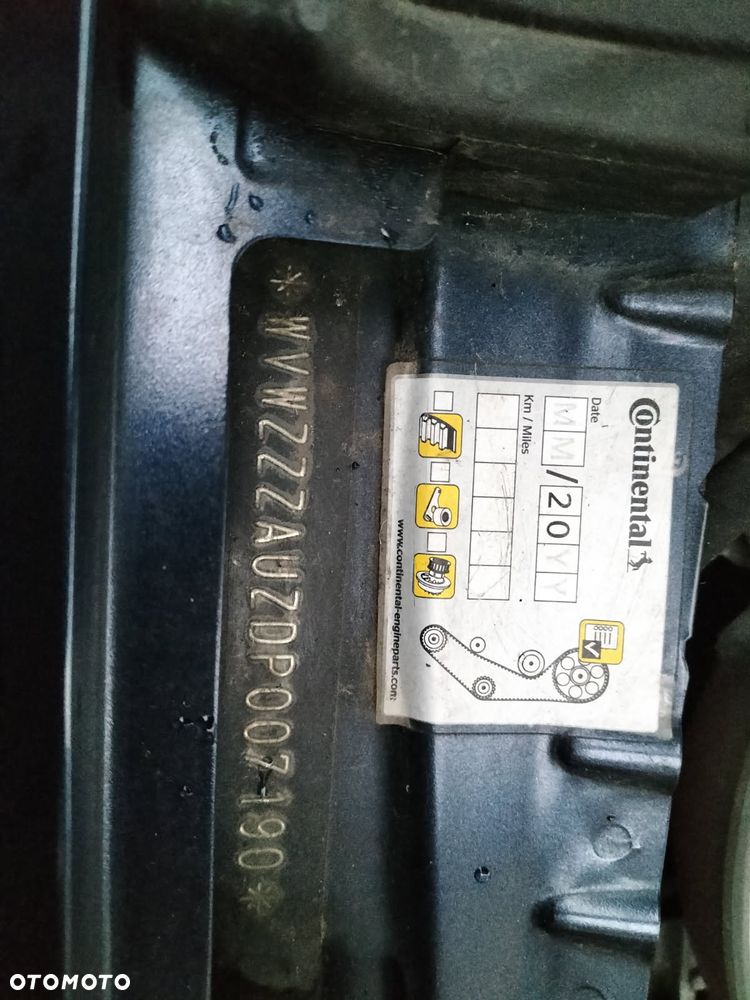 *WVWZZZAUZDP007190*
Continental
Date
MM/20YY
Km / Miles
www.continental-engineparts.com
OTOMOTO